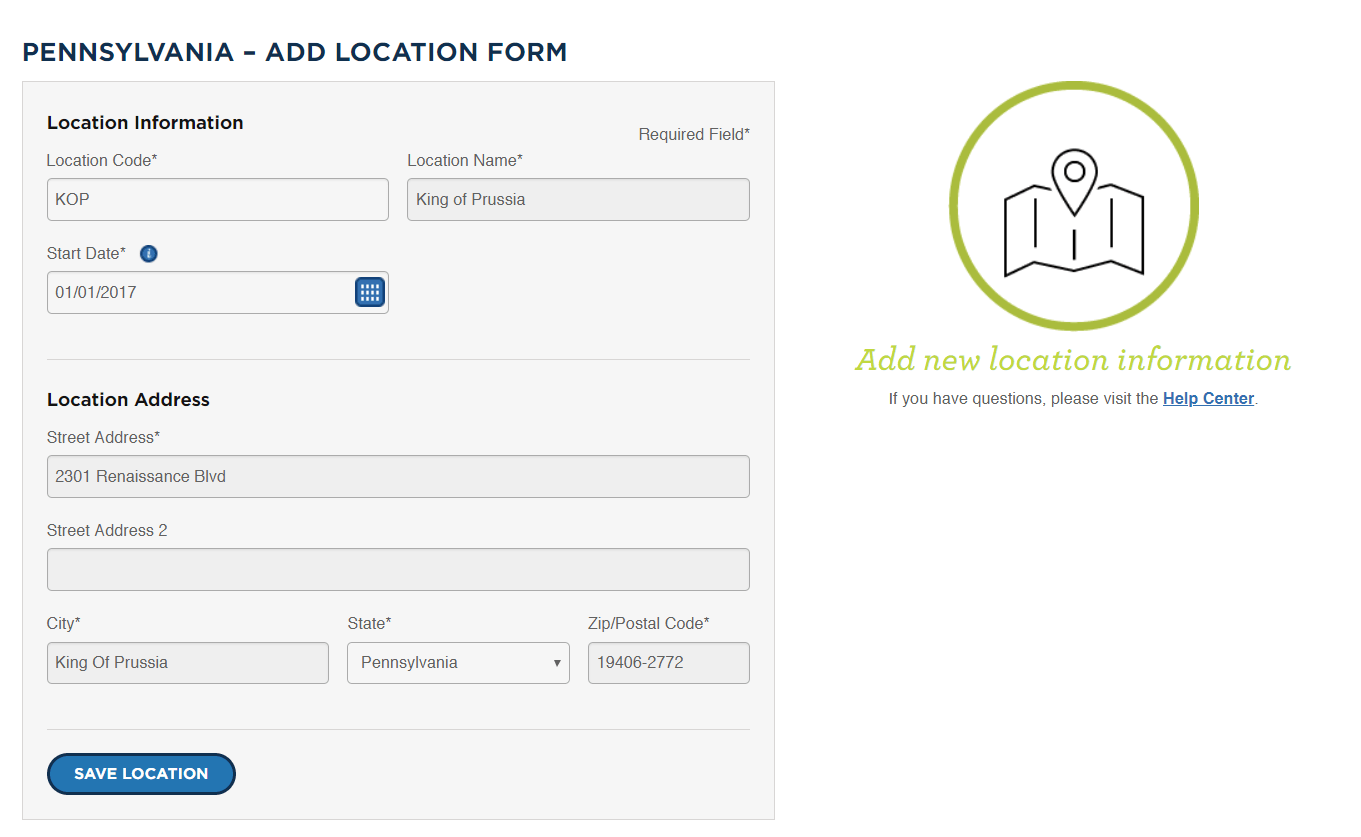 PENNSYLVANIA – ADD LOCATION FORM
Location Information
Required Field*
Location Code*
Location Name*
KOP
King of Prussia
Start Date*
i
01/01/2017
Location Address
Street Address*
2301 Renaissance Blvd
Street Address 2
City*
State*
Zip/Postal Code*
King Of Prussia
Pennsylvania
19406-2772
SAVE LOCATION
Add new location information
If you have questions, please visit the Help Center.